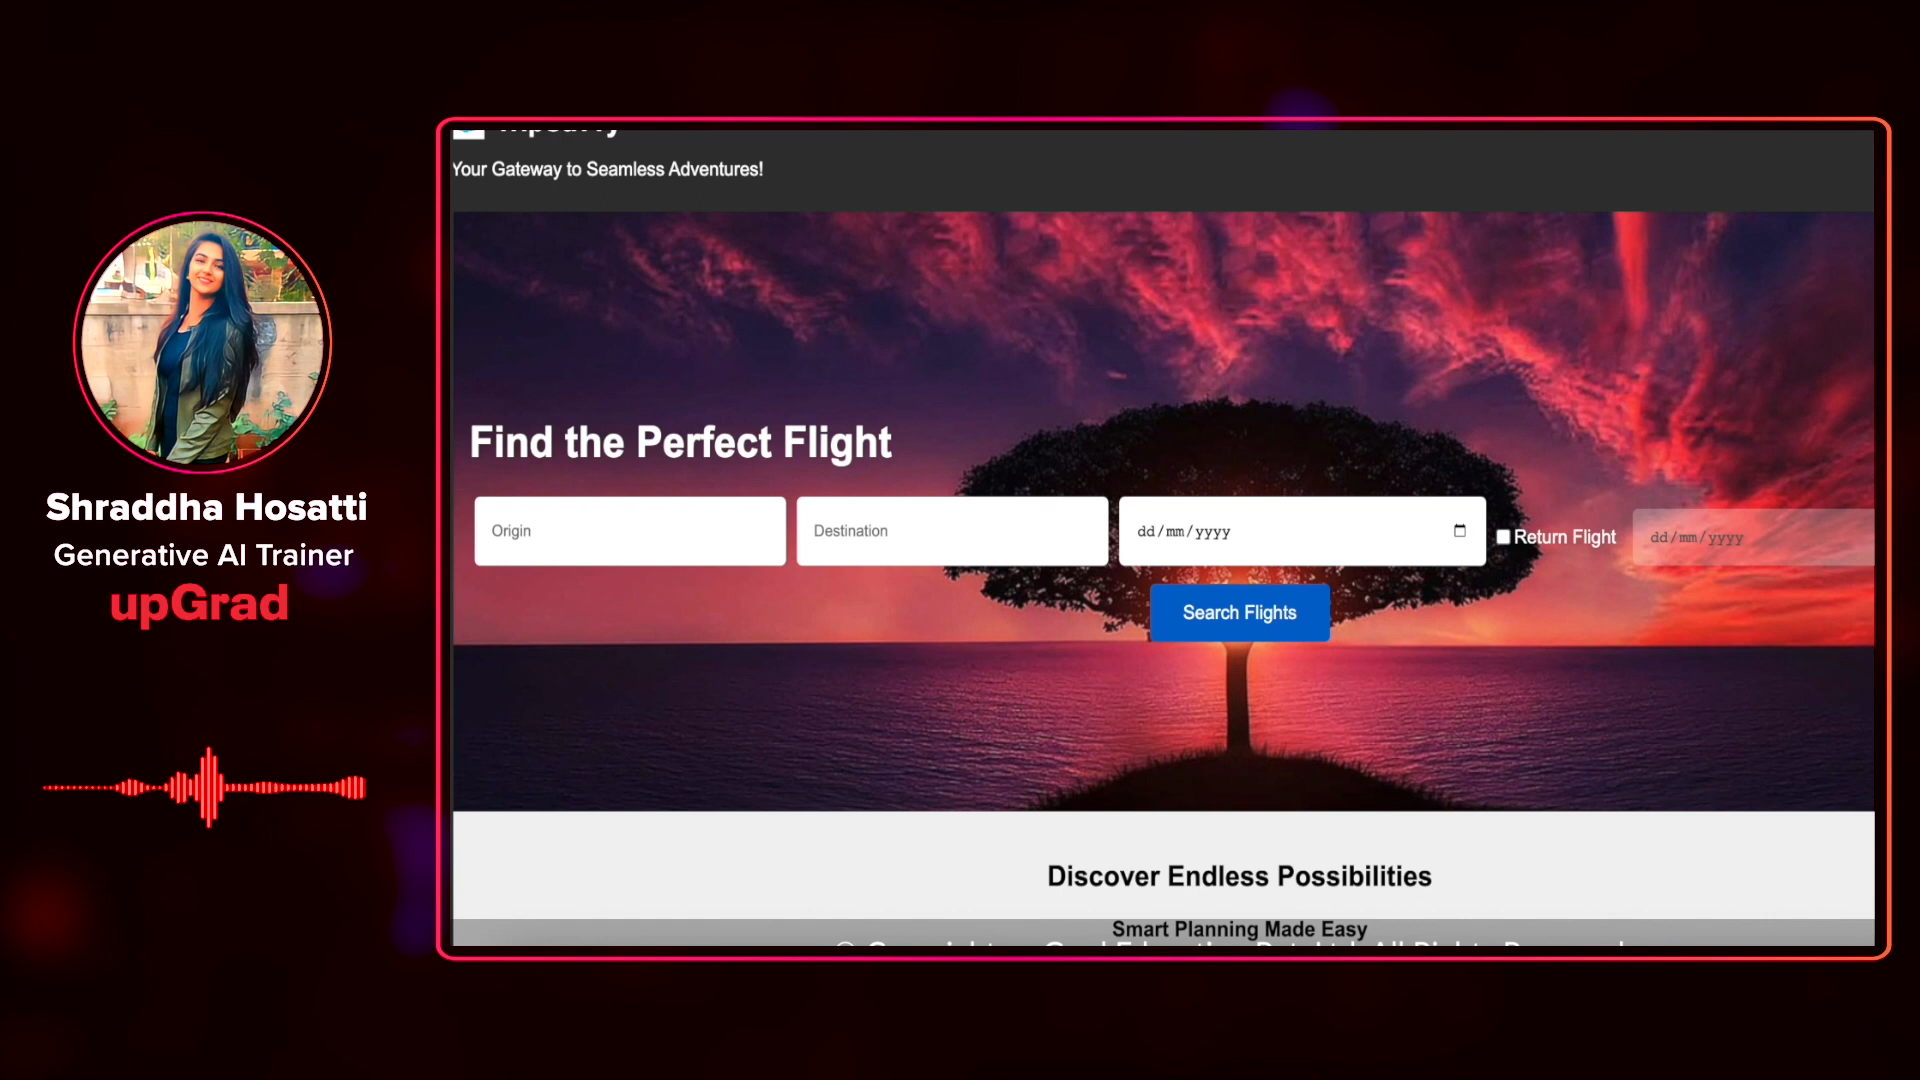 Your Gateway to Seamless Adventures!
Find the Perfect Flight
Origin
Destination
dd/mm/yyyy
Return Flight
dd/mm/yyyy
Search Flights
Discover Endless Possibilities
Smart Planning Made Easy
Shraddha Hosatti
Generative AI Trainer
upGrad